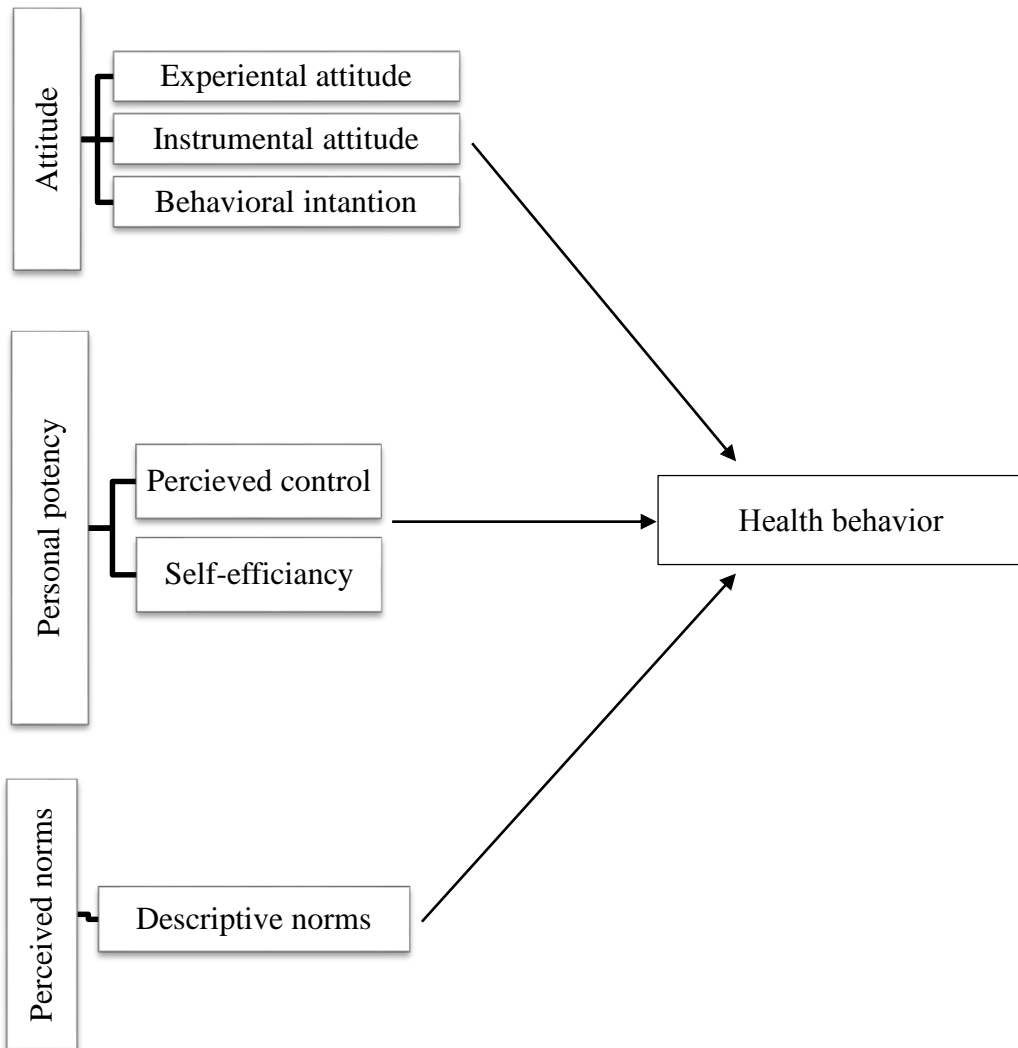 Attitude
Experiental attitude
Instrumental attitude
Behavioral intantion
Personal potency
Percieved control
Self-efficiancy
Health behavior
Perceived norms
Descriptive norms